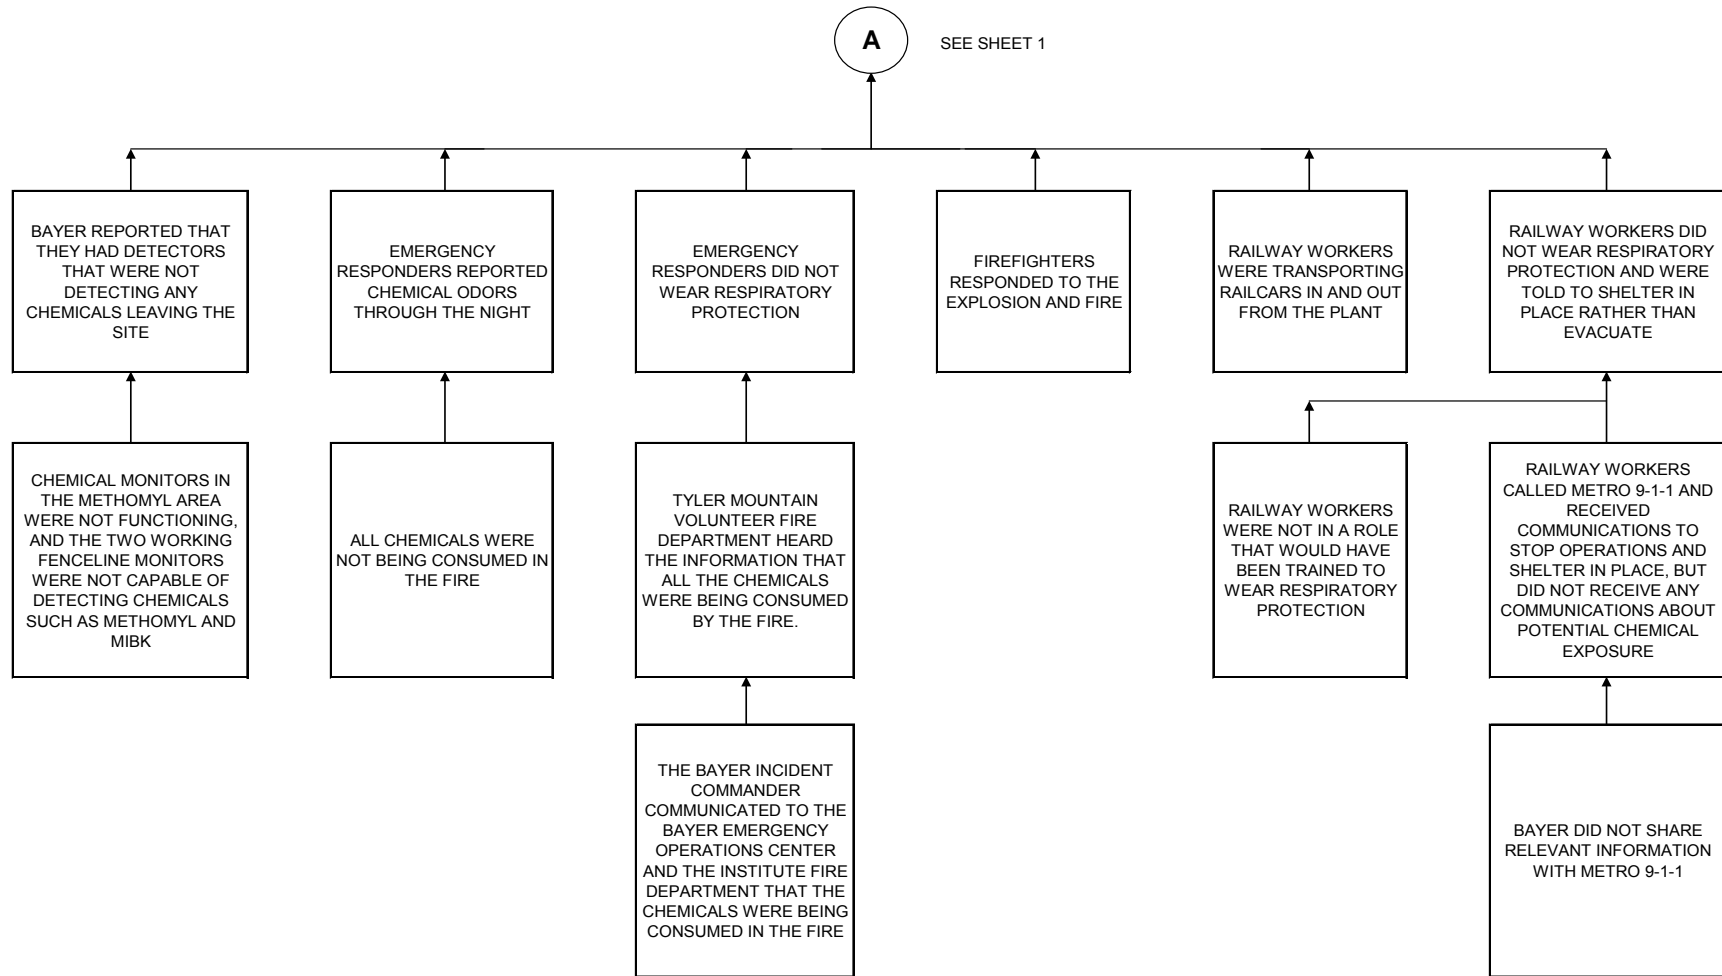 A
SEE SHEET 1
BAYER REPORTED THAT
THEY HAD DETECTORS
THAT WERE NOT
DETECTING ANY
CHEMICALS LEAVING THE
SITE
EMERGENCY
RESPONDERS REPORTED
CHEMICAL ODORS
THROUGH THE NIGHT
EMERGENCY
RESPONDERS DID NOT
WEAR RESPIRATORY
PROTECTION
FIREFIGHTERS
RESPONDED TO THE
EXPLOSION AND FIRE
RAILWAY WORKERS
WERE TRANSPORTING
RAILCARS IN AND OUT
FROM THE PLANT
RAILWAY WORKERS DID
NOT WEAR RESPIRATORY
PROTECTION AND WERE
TOLD TO SHELTER IN
PLACE RATHER THAN
EVACUATE
CHEMICAL MONITORS IN
THE METHOMYL AREA
WERE NOT FUNCTIONING,
AND THE TWO WORKING
FENCELINE MONITORS
WERE NOT CAPABLE OF
DETECTING CHEMICALS
SUCH AS METHOMYL AND
MIBK
ALL CHEMICALS WERE
NOT BEING CONSUMED IN
THE FIRE
TYLER MOUNTAIN
VOLUNTEER FIRE
DEPARTMENT HEARD
THE INFORMATION THAT
ALL THE CHEMICALS
WERE BEING CONSUMED
BY THE FIRE.
RAILWAY WORKERS
WERE NOT IN A ROLE
THAT WOULD HAVE
BEEN TRAINED TO
WEAR RESPIRATORY
PROTECTION
RAILWAY WORKERS
CALLED METRO 9-1-1 AND
RECEIVED
COMMUNICATIONS TO
STOP OPERATIONS AND
SHELTER IN PLACE, BUT
DID NOT RECEIVE ANY
COMMUNICATIONS ABOUT
POTENTIAL CHEMICAL
EXPOSURE
THE BAYER INCIDENT
COMMANDER
COMMUNICATED TO THE
BAYER EMERGENCY
OPERATIONS CENTER
AND THE INSTITUTE FIRE
DEPARTMENT THAT THE
CHEMICALS WERE BEING
CONSUMED IN THE FIRE
BAYER DID NOT SHARE
RELEVANT INFORMATION
WITH METRO 9-1-1